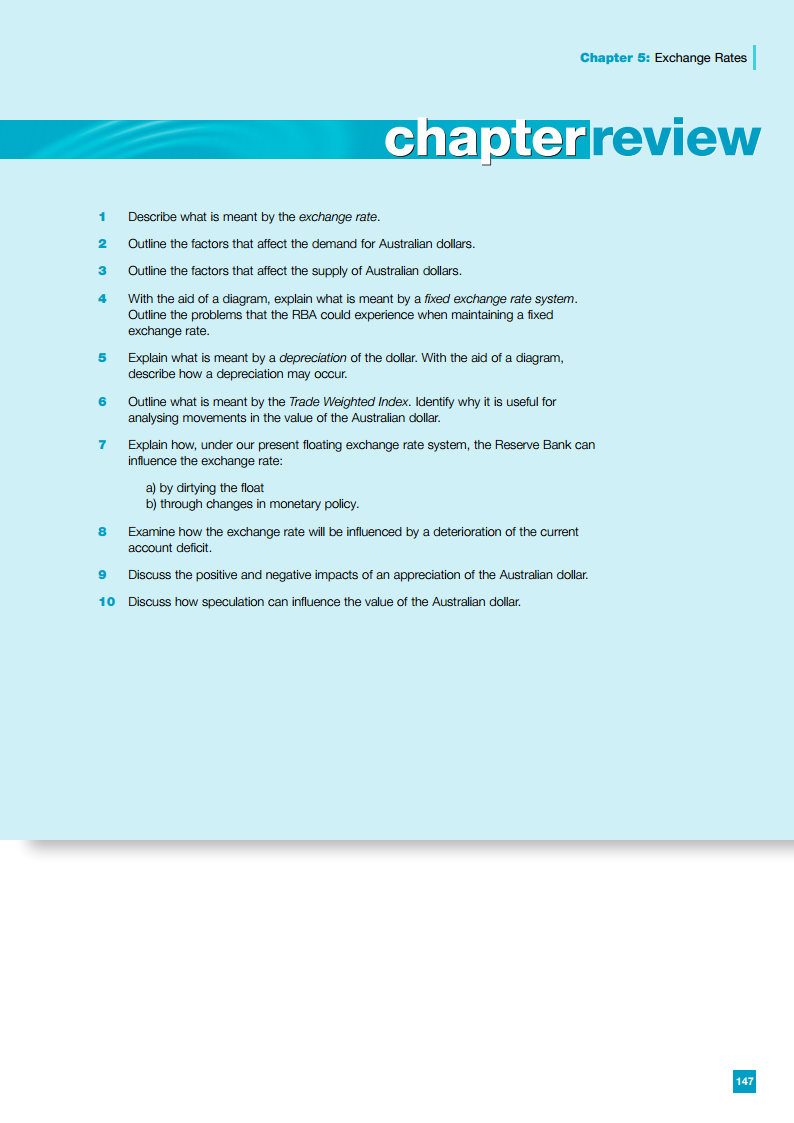 Chapter 5: Exchange Rates
chapterreview
1 Describe what is meant by the exchange rate.
2 Outline the factors that affect the demand for Australian dollars.
3 Outline the factors that affect the supply of Australian dollars.
4 With the aid of a diagram, explain what is meant by a fixed exchange rate system.
Outline the problems that the RBA could experience when maintaining a fixed
exchange rate.
5 Explain what is meant by a depreciation of the dollar. With the aid of a diagram,
describe how a depreciation may occur.
6 Outline what is meant by the Trade Weighted Index. Identify why it is useful for
analysing movements in the value of the Australian dollar.
7 Explain how, under our present floating exchange rate system, the Reserve Bank can
influence the exchange rate:
a) by dirtying the float
b) through changes in monetary policy.
8 Examine how the exchange rate will be influenced by a deterioration of the current
account deficit.
9 Discuss the positive and negative impacts of an appreciation of the Australian dollar.
10 Discuss how speculation can influence the value of the Australian dollar.
147